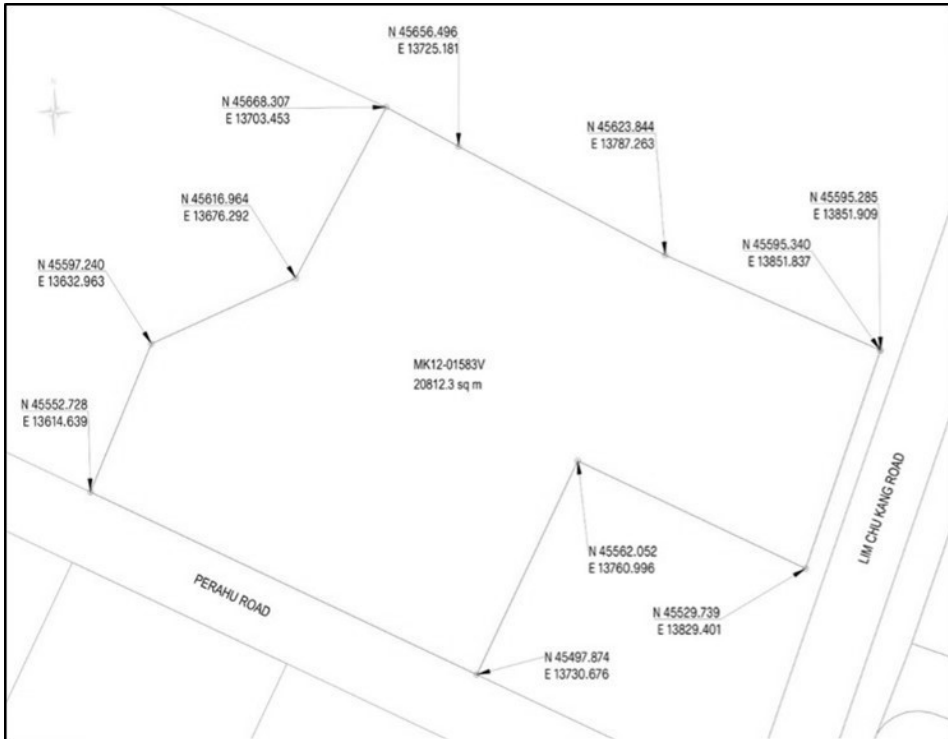 N 45656.496
E 13725.181
N 45668.307
E 13703.453
N 45623.844
E 13787.263
N 45616.964
E 13676.292
N 45595.285
E 13851.909
N 45595.340
E 13851.837
N 45597.240
E 13632.963
MK12-01583V
20812.3 sq m
N 45552.728
E 13614.639
LIM CHU KANG ROAD
N 45562.052
E 13760.996
PERAHU ROAD
N 45529.739
E 13829.401
N 45497.874
E 13730.676